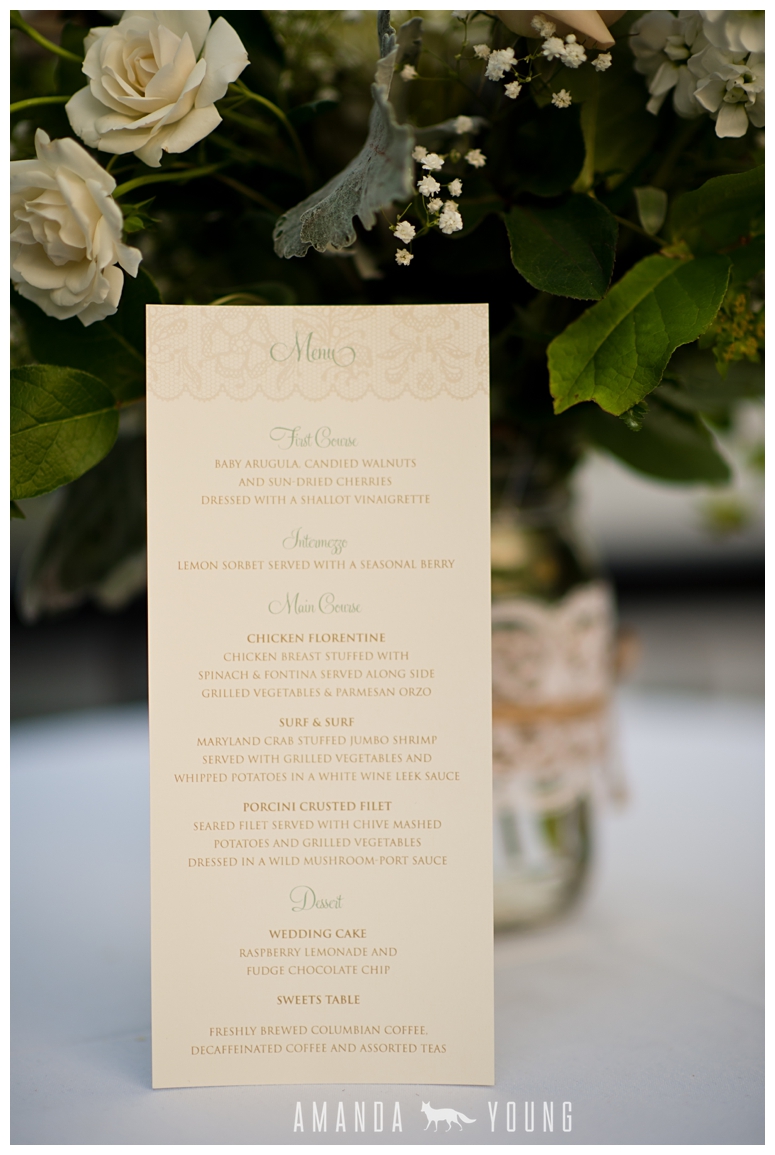 Menu
First Course
BABY ARUGULA, CANDIED WALNUTS
AND SUN-DRIED CHERRIES
DRESSED WITH A SHALLOT VINAIGRETTE
Intermezzo
LEMON SORBET SERVED WITH A SEASONAL BERRY
Main Course
CHICKEN FLORENTINE
CHICKEN BREAST STUFFED WITH
SPINACH & FONTINA SERVED ALONG SIDE
GRILLED VEGETABLES & PARMESAN ORZO
SURF & SURF
MARYLAND CRAB STUFFED JUMBO SHRIMP
SERVED WITH GRILLED VEGETABLES AND
WHIPPED POTATOES IN A WHITE WINE LEEK SAUCE
PORCINI CRUSTED FILET
SEARED FILET SERVED WITH CHIVE MASHED
POTATOES AND GRILLED VEGETABLES
DRESSED IN A WILD MUSHROOM-PORT SAUCE
Dessert
WEDDING CAKE
RASPBERRY LEMONADE AND
FUDGE CHOCOLATE CHIP
SWEETS TABLE
FRESHLY BREWED COLUMBIAN COFFEE,
DECAFFEINATED COFFEE AND ASSORTED TEAS
AMANDA YOUNG